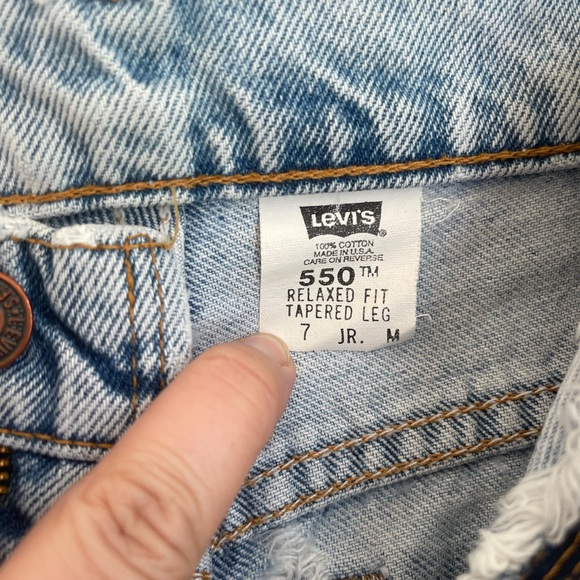 LEVI'S ®
100% COTTON
MADE IN U.S.A.
CARE ON REVERSE
550™
RELAXED FIT
TAPERED LEG
7 JR. M